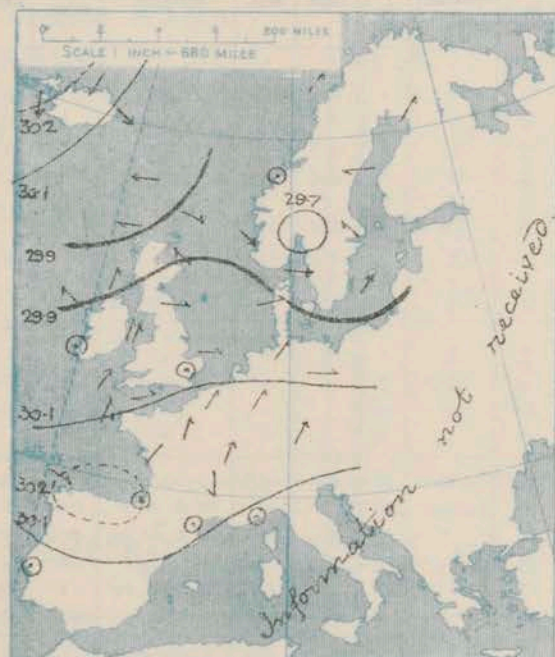 800 MILES
SCALE 1 INCH = 680 MILES
30.2
30.1
29.7
29.9
29.9
30.1
30.2
30.1
Information not received